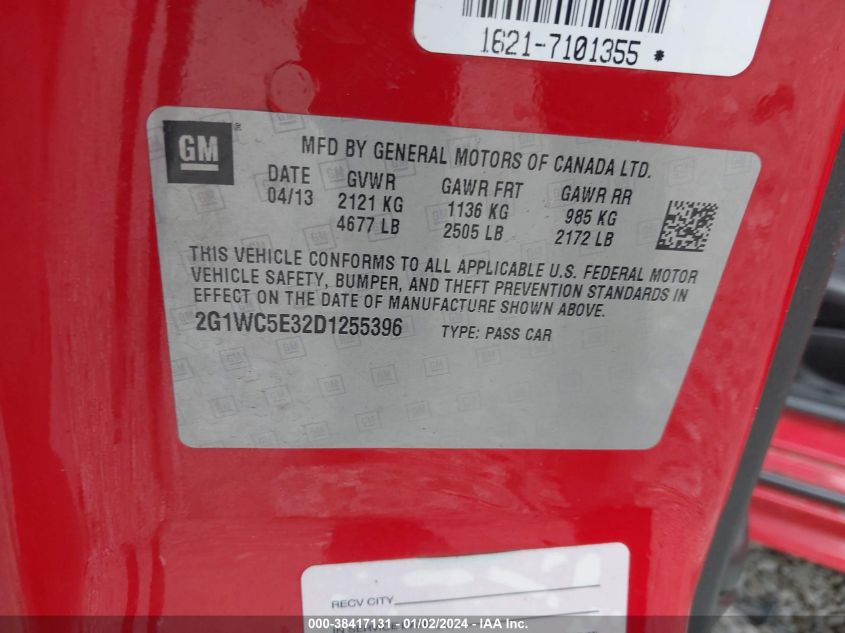 1621-7101355 *
GM
MFD BY GENERAL MOTORS OF CANADA LTD.
DATE GVWR GAWR FRT GAWR RR
04/13 2121 KG 1136 KG 985 KG
4677 LB 2505 LB 2172 LB
THIS VEHICLE CONFORMS TO ALL APPLICABLE U.S. FEDERAL MOTOR
VEHICLE SAFETY, BUMPER, AND THEFT PREVENTION STANDARDS IN
EFFECT ON THE DATE OF MANUFACTURE SHOWN ABOVE.
2G1WC5E32D1255396 TYPE: PASS CAR
RECV CITY
IN SERVICE
000-38417131 - 01/02/2024 - IAA Inc.